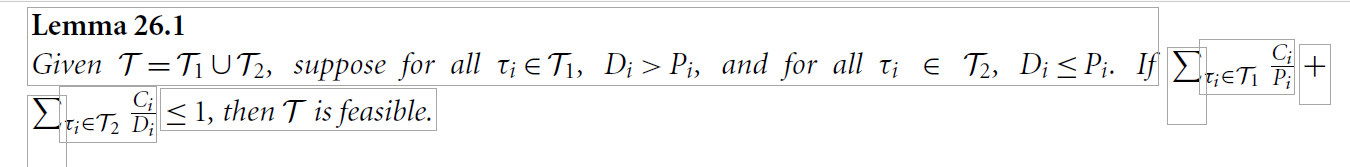 Lemma 26.1
Given 𝒯 = 𝒯₁ ∪ 𝒯₂, suppose for all τᵢ ∈ 𝒯₁, Dᵢ > Pᵢ, and for all τᵢ ∈ 𝒯₂, Dᵢ ≤ Pᵢ. If ∑_{τᵢ∈𝒯₁} Cᵢ/Pᵢ +
∑_{τᵢ∈𝒯₂} Cᵢ/Dᵢ ≤ 1, then 𝒯 is feasible.